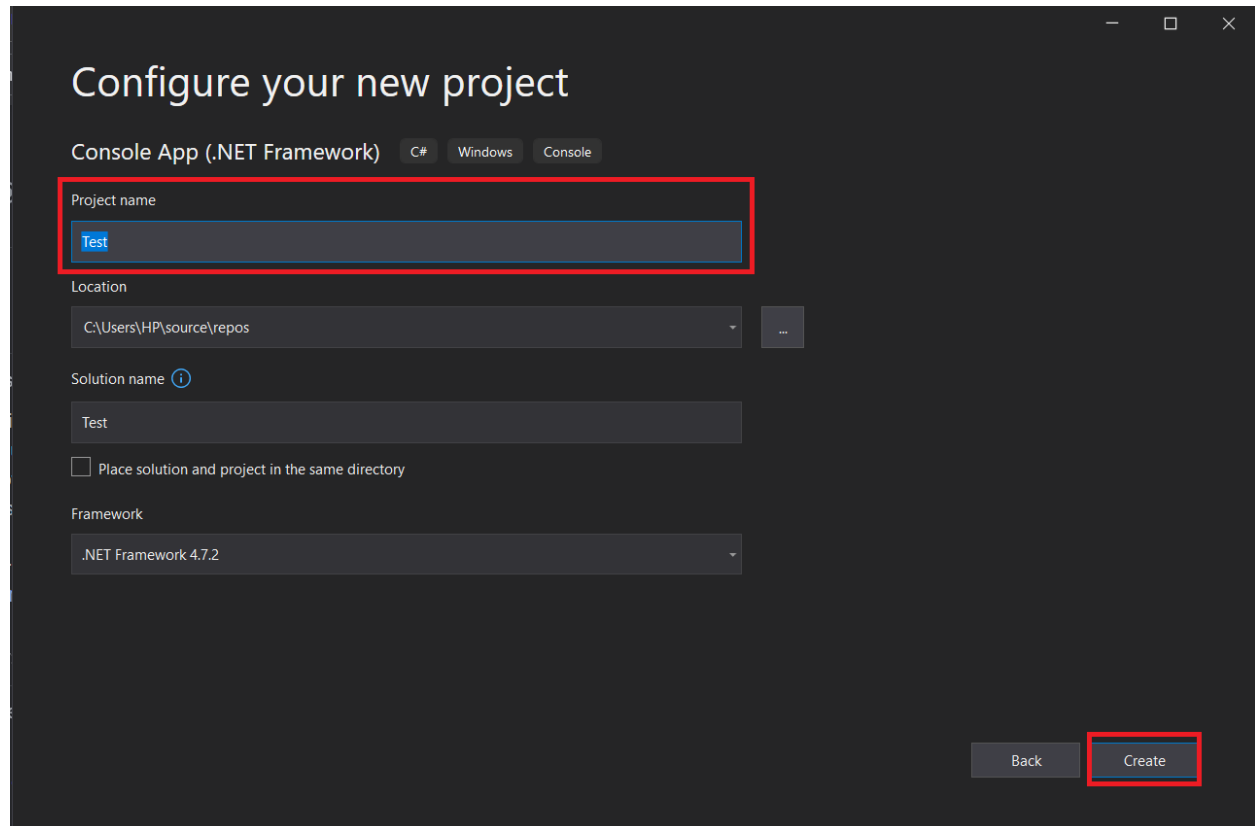 Configure your new project
Console App (.NET Framework) C# Windows Console
Project name
Test
Location
C:\Users\HP\source\repos
...
Solution name
Test
Place solution and project in the same directory
Framework
.NET Framework 4.7.2
Back Create